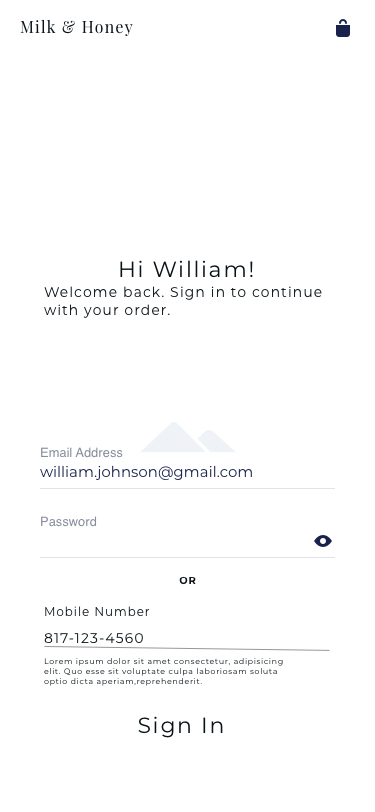 Milk & Honey
Hi William!
Welcome back. Sign in to continue
with your order.
Email Address
william.johnson@gmail.com
Password
OR
Mobile Number
817-123-4560
Lorem ipsum dolor sit amet consectetur, adipisicing
elit. Quo esse sit voluptate culpa laboriosam soluta
optio dicta aperiam,reprehenderit.
Sign In